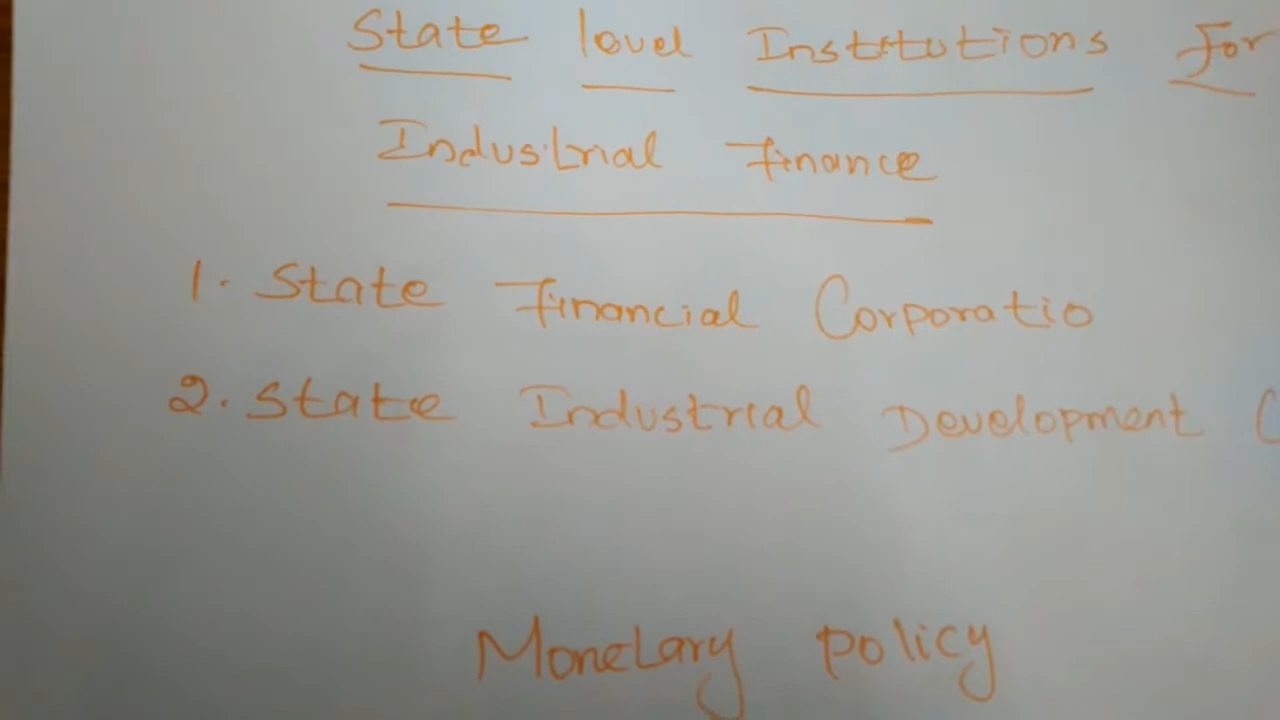 State level Institutions For
Industrial Finance
1. State Financial Corporatio
2. State Industrial Development C
Monetary policy